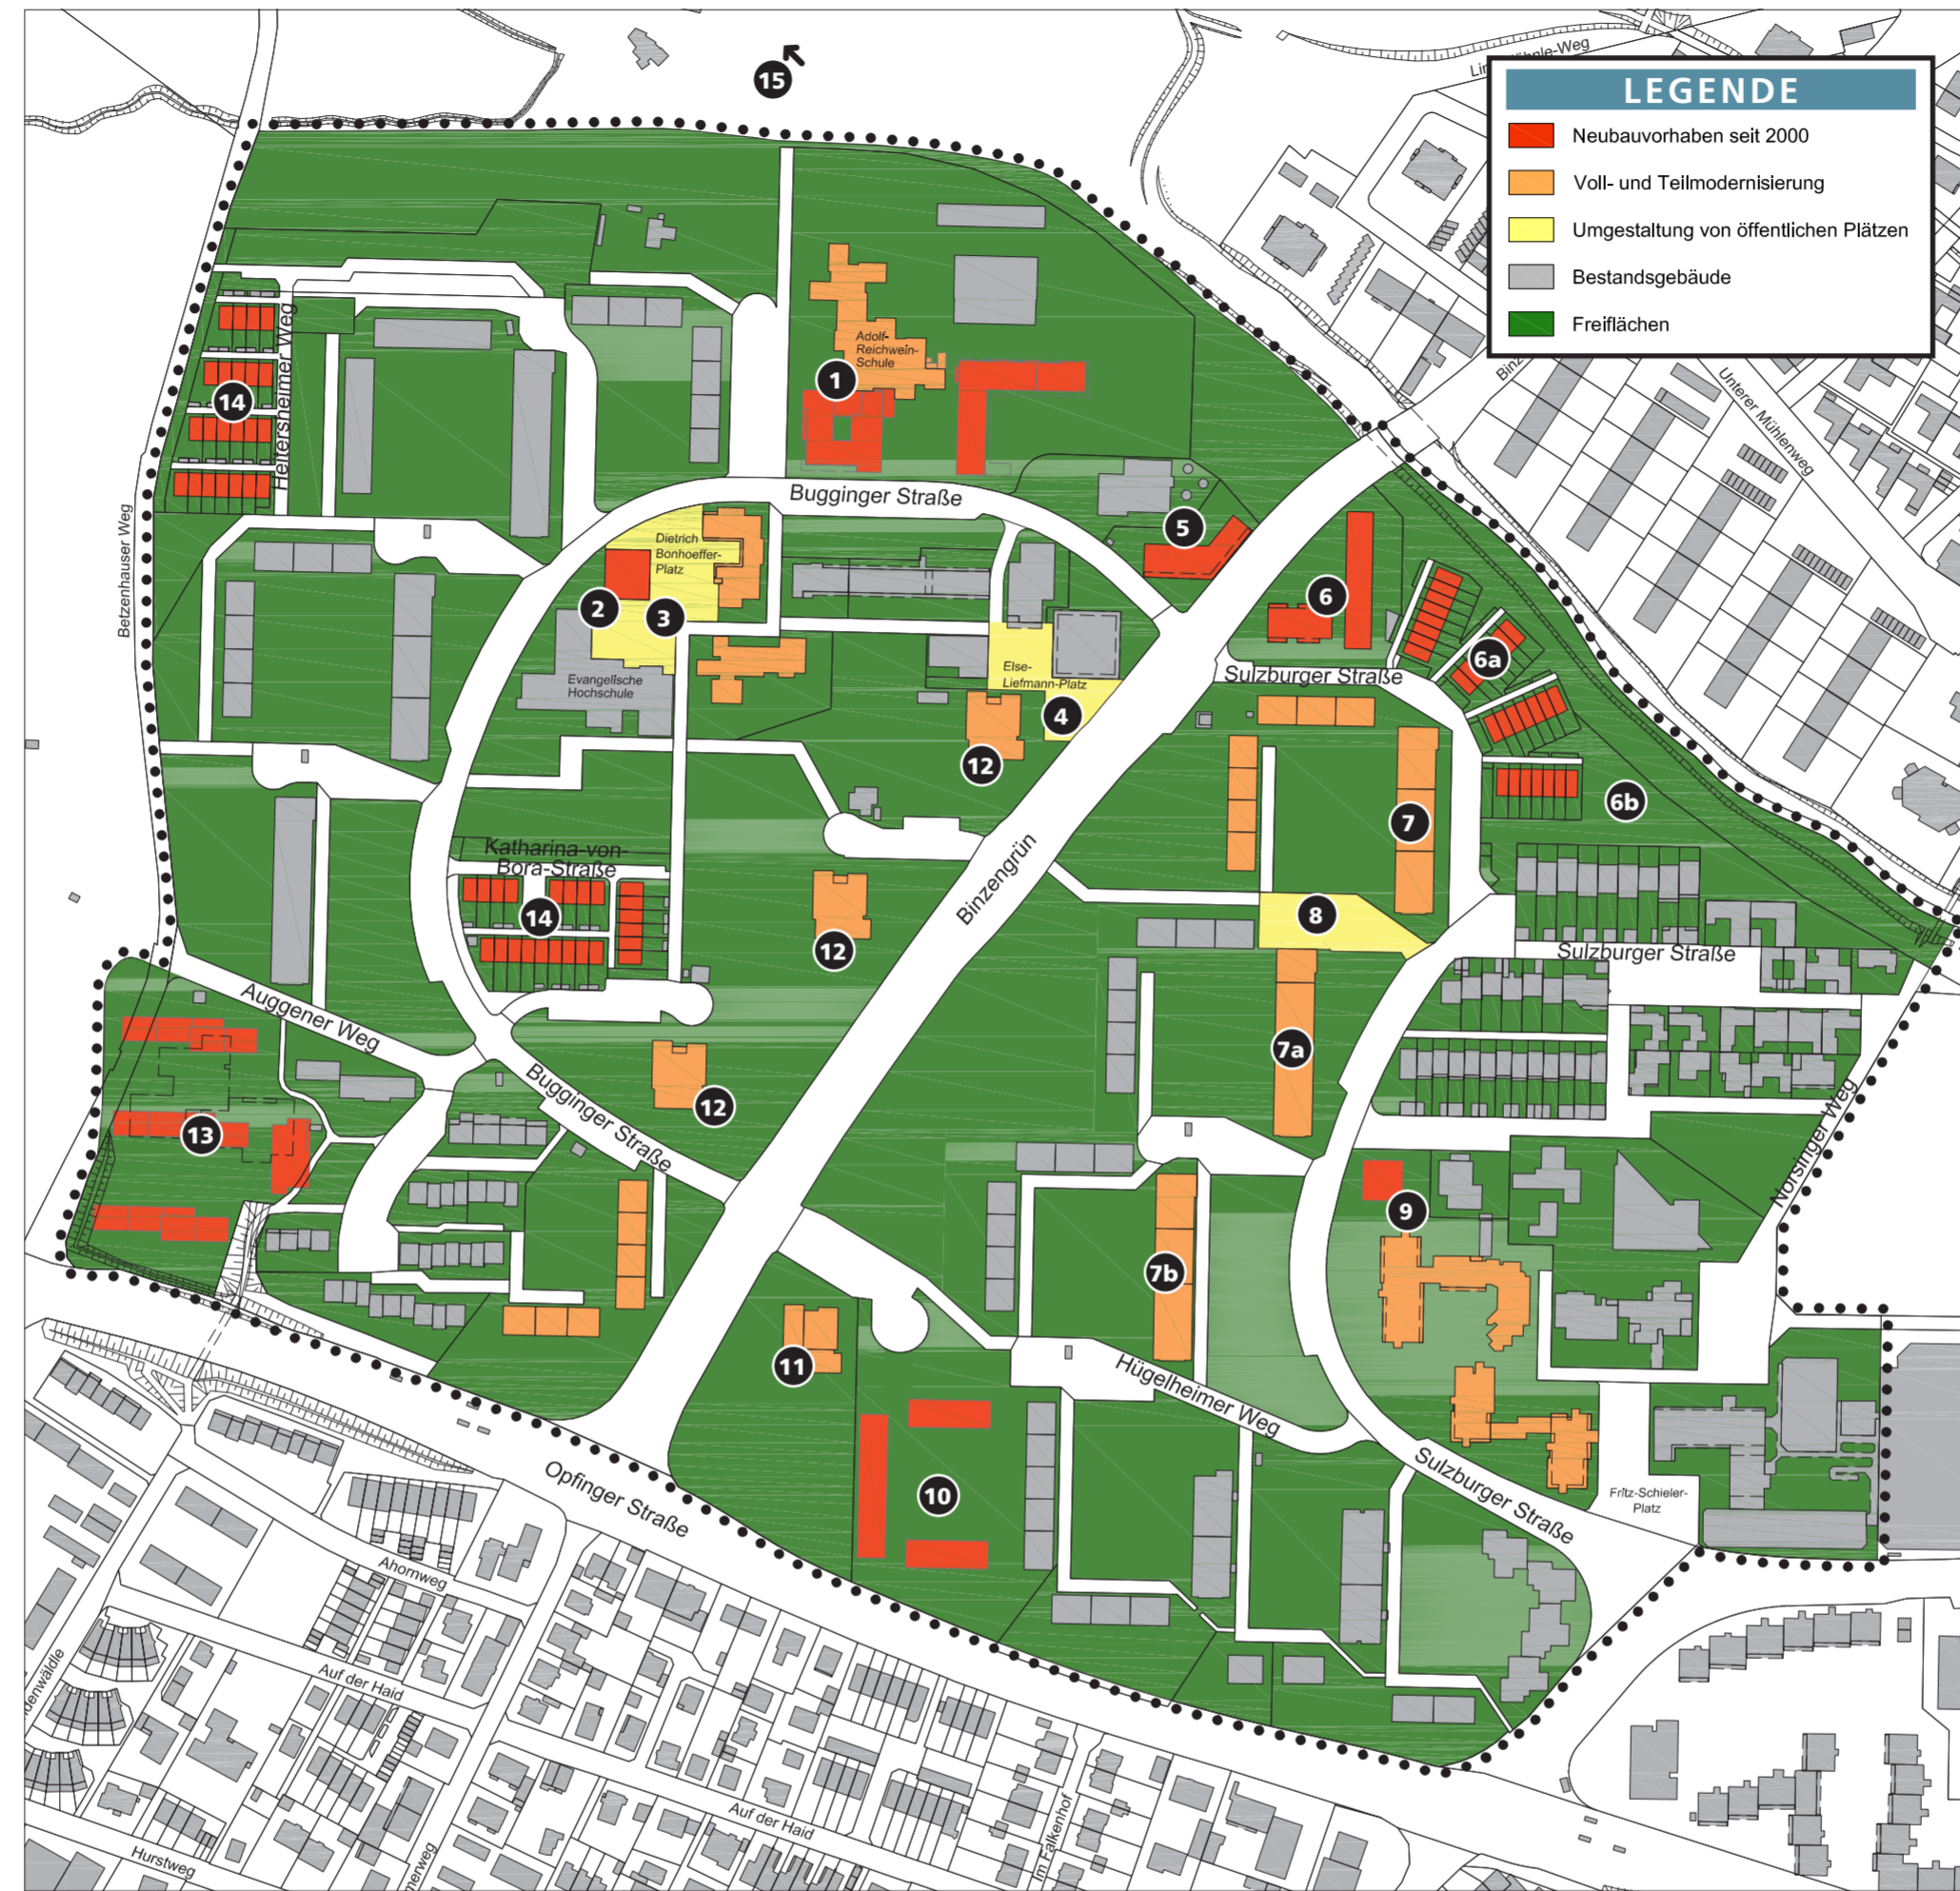 15
LEGENDE
Neubauvorhaben seit 2000
Voll- und Teilmodernisierung
Umgestaltung von öffentlichen Plätzen
Bestandsgebäude
Freiflächen
Unterer Mühlenweg
Adolf-
Reichwein-
Schule
1
14
Heitersheimer Weg
Betzenhauser Weg
Bugginger Straße
5
Dietrich
Bonhoeffer-
Platz
2
3
6
6a
Evangelische
Hochschule
Else-
Liefmann-Platz
4
Sulzburger Straße
12
7
6b
Katharina-von-
Bora-Straße
14
Binzengrün
8
12
Sulzburger Straße
Auggener Weg
7a
Bugginger Straße
12
13
Norsinger Weg
9
7b
11
Hügelheimer Weg
10
Sulzburger Straße
Fritz-Schieler-
Platz
Opfinger Straße
Ahornweg
Auf der Haid
Auf der Haid
Im Falkenhof
Hurstweg